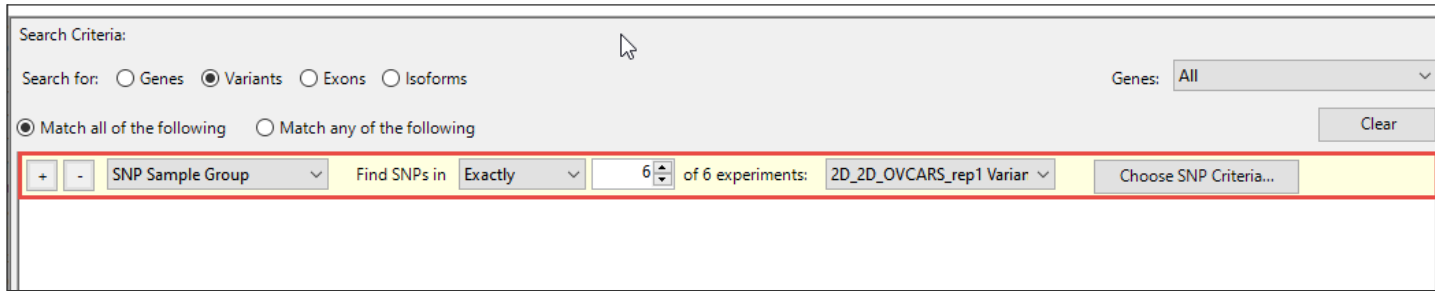 Search Criteria:
Search for: Genes Variants Exons Isoforms Genes: All
Match all of the following Match any of the following Clear
+ - SNP Sample Group Find SNPs in Exactly 6 of 6 experiments: 2D_2D_OVCARS_rep1 Varian Choose SNP Criteria...